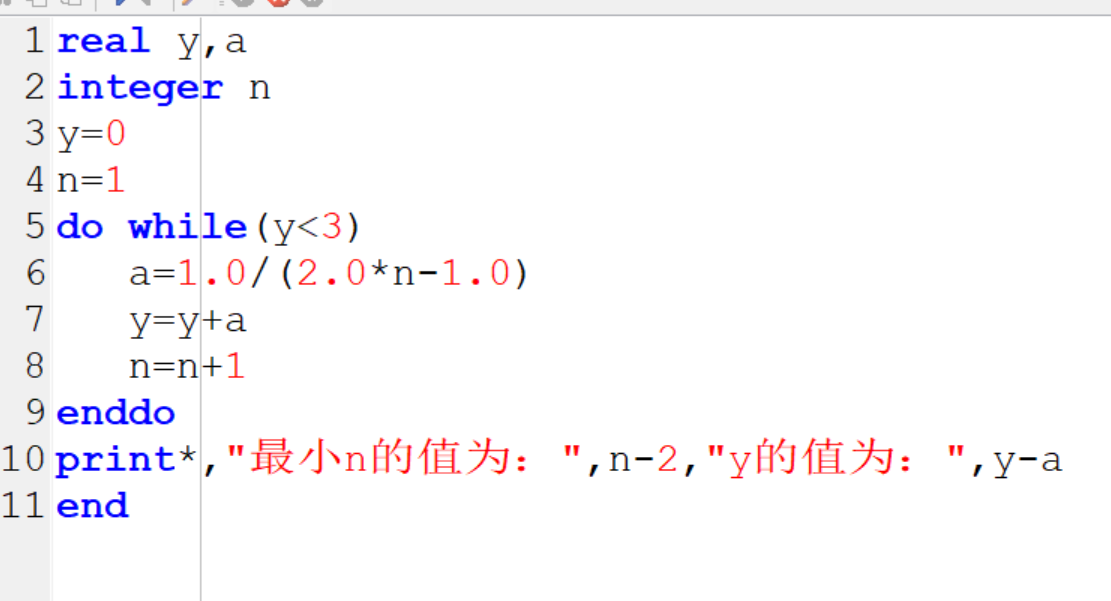 1 real y,a
2 integer n
3 y=0
4 n=1
5 do while(y<3)
6 a=1.0/(2.0*n-1.0)
7 y=y+a
8 n=n+1
9 enddo
10 print*,"最小n的值为： ",n-2,"y的值为： ",y-a
11 end